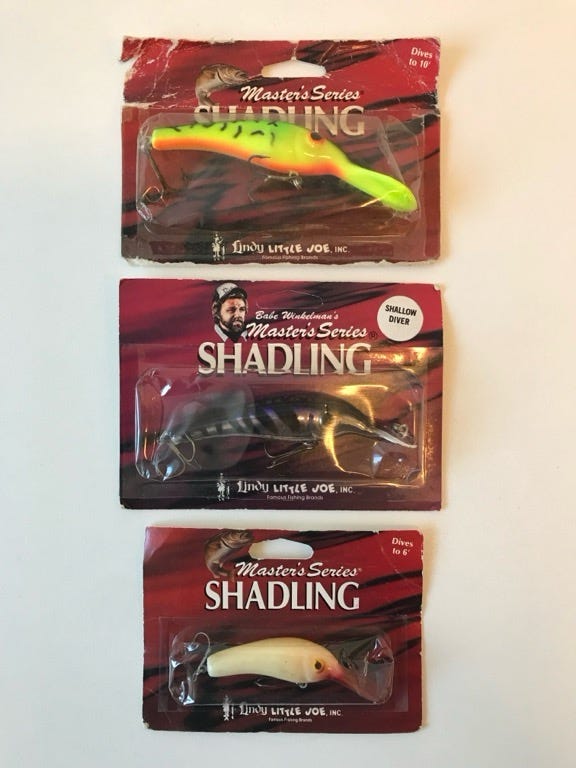 Dives
to 10'
Master's Series
SHADLING
Lindy LITTLE JOE, INC.
Famous Fishing Brands
Babe Winkelman's
Master's Series®
SHADLING
SHALLOW
DIVER
Lindy LITTLE JOE, INC.
Famous Fishing Brands
Dives
to 6'
Master's Series®
SHADLING
Lindy LITTLE JOE, INC.
Famous Fishing Brands